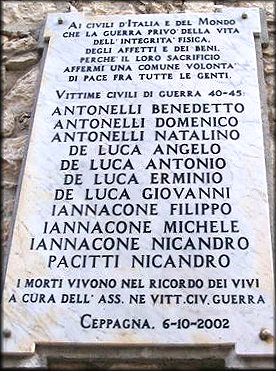 AI CIVILI D'ITALIA E DEL MONDO
CHE LA GUERRA PRIVO' DELLA VITA
DELL'INTEGRITA' FISICA,
DEGLI AFFETTI E DEI BENI.
PERCHE IL LORO SACRIFICIO
AFFERMI UNA COMUNE VOLONTA'
DI PACE FRA TUTTE LE GENTI.
VITTIME CIVILI DI GUERRA 40-45:
ANTONELLI BENEDETTO
ANTONELLI DOMENICO
ANTONELLI NATALINO
DE LUCA ANGELO
DE LUCA ANTONIO
DE LUCA ERMINIO
DE LUCA GIOVANNI
IANNACONE FILIPPO
IANNACONE MICHELE
IANNACONE NICANDRO
PACITTI NICANDRO
I MORTI VIVONO NEL RICORDO DEI VIVI
A CURA DELL' ASS. NE VITT.CIV. GUERRA
CEPPAGNA, 6-10-2002